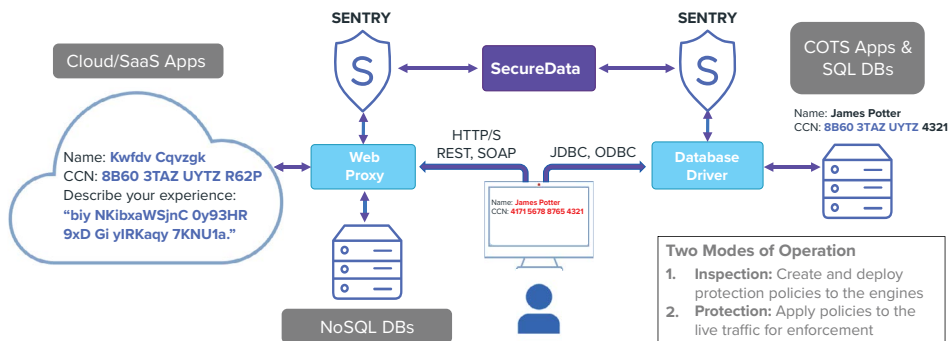 SENTRY
SENTRY
Cloud/SaaS Apps
S
SecureData
S
COTS Apps &
SQL DBs
Name: James Potter
CCN: 8B60 3TAZ UYTZ 4321
Name: Kwfdv Cqvzgk
CCN: 8B60 3TAZ UYTZ R62P
Describe your experience:
“biy NKibxaWSjnC 0y93HR
9xD Gi yIRKaqy 7KNU1a.”
Web
Proxy
HTTP/S
REST, SOAP
JDBC, ODBC
Database
Driver
Name: James Potter
CCN: 4171 5678 8765 4321
NoSQL DBs
Two Modes of Operation
1. Inspection: Create and deploy
protection policies to the engines
2. Protection: Apply policies to the
live traffic for enforcement